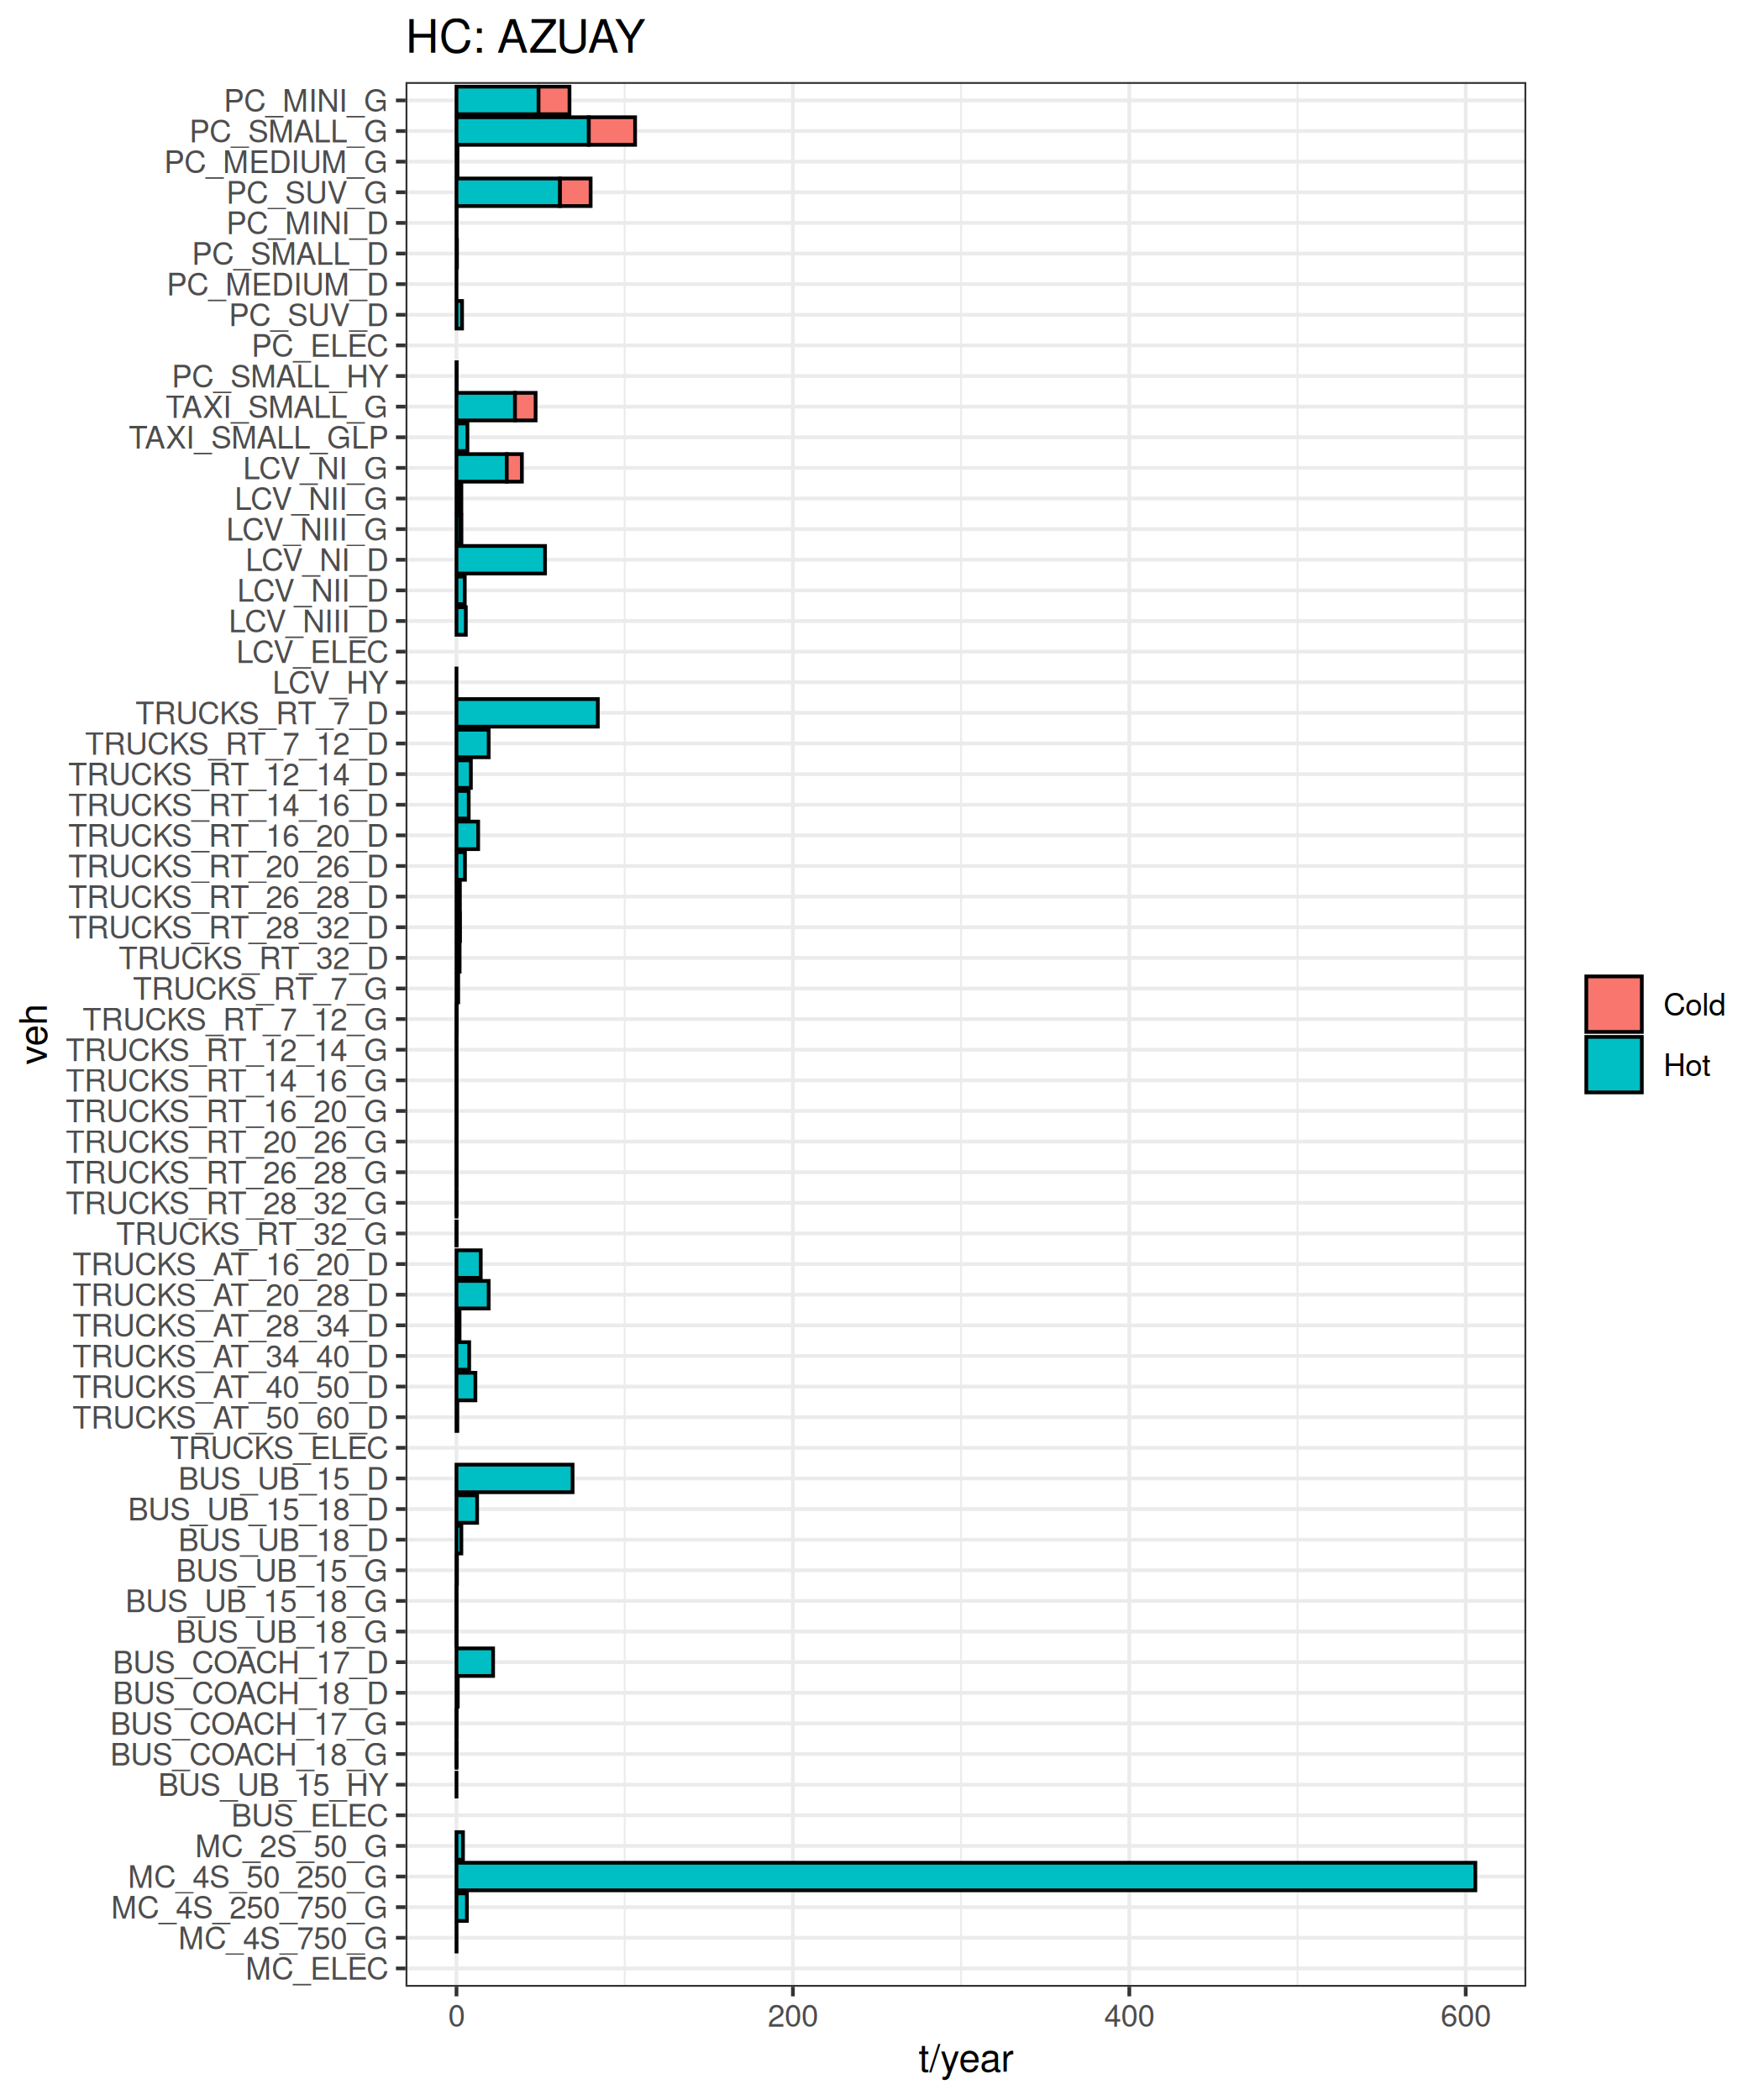 HC: AZUAY
PC_MINI_G
PC_SMALL_G
PC_MEDIUM_G
PC_SUV_G
PC_MINI_D
PC_SMALL_D
PC_MEDIUM_D
PC_SUV_D
PC_ELEC
PC_SMALL_HY
TAXI_SMALL_G
TAXI_SMALL_GLP
LCV_NI_G
LCV_NII_G
LCV_NIII_G
LCV_NI_D
LCV_NII_D
LCV_NIII_D
LCV_ELEC
LCV_HY
TRUCKS_RT_7_D
TRUCKS_RT_7_12_D
TRUCKS_RT_12_14_D
TRUCKS_RT_14_16_D
TRUCKS_RT_16_20_D
TRUCKS_RT_20_26_D
TRUCKS_RT_26_28_D
TRUCKS_RT_28_32_D
TRUCKS_RT_32_D
TRUCKS_RT_7_G
TRUCKS_RT_7_12_G
TRUCKS_RT_12_14_G
TRUCKS_RT_14_16_G
TRUCKS_RT_16_20_G
TRUCKS_RT_20_26_G
TRUCKS_RT_26_28_G
TRUCKS_RT_28_32_G
TRUCKS_RT_32_G
TRUCKS_AT_16_20_D
TRUCKS_AT_20_28_D
TRUCKS_AT_28_34_D
TRUCKS_AT_34_40_D
TRUCKS_AT_40_50_D
TRUCKS_AT_50_60_D
TRUCKS_ELEC
BUS_UB_15_D
BUS_UB_15_18_D
BUS_UB_18_D
BUS_UB_15_G
BUS_UB_15_18_G
BUS_UB_18_G
BUS_COACH_17_D
BUS_COACH_18_D
BUS_COACH_17_G
BUS_COACH_18_G
BUS_UB_15_HY
BUS_ELEC
MC_2S_50_G
MC_4S_50_250_G
MC_4S_250_750_G
MC_4S_750_G
MC_ELEC
veh
0 200 400 600
t/year
Cold
Hot